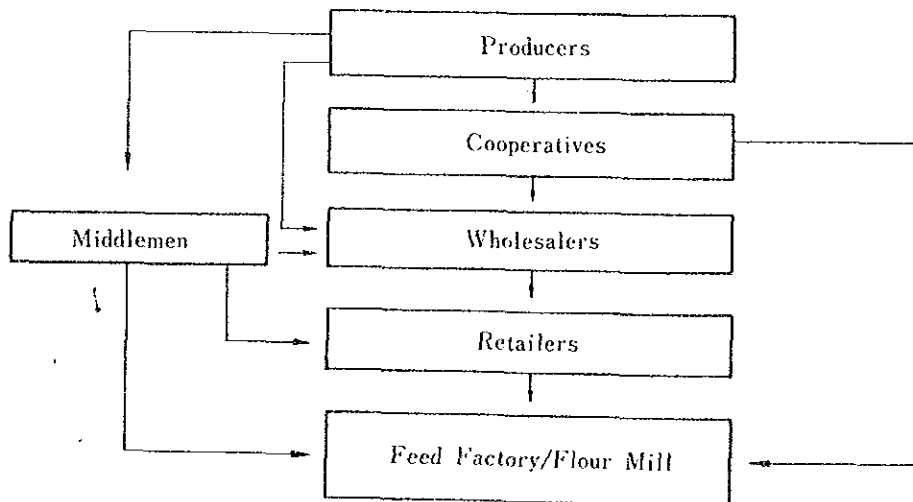 Producers
Cooperatives
Middlemen
Wholesalers
Retailers
Feed Factory/Flour Mill